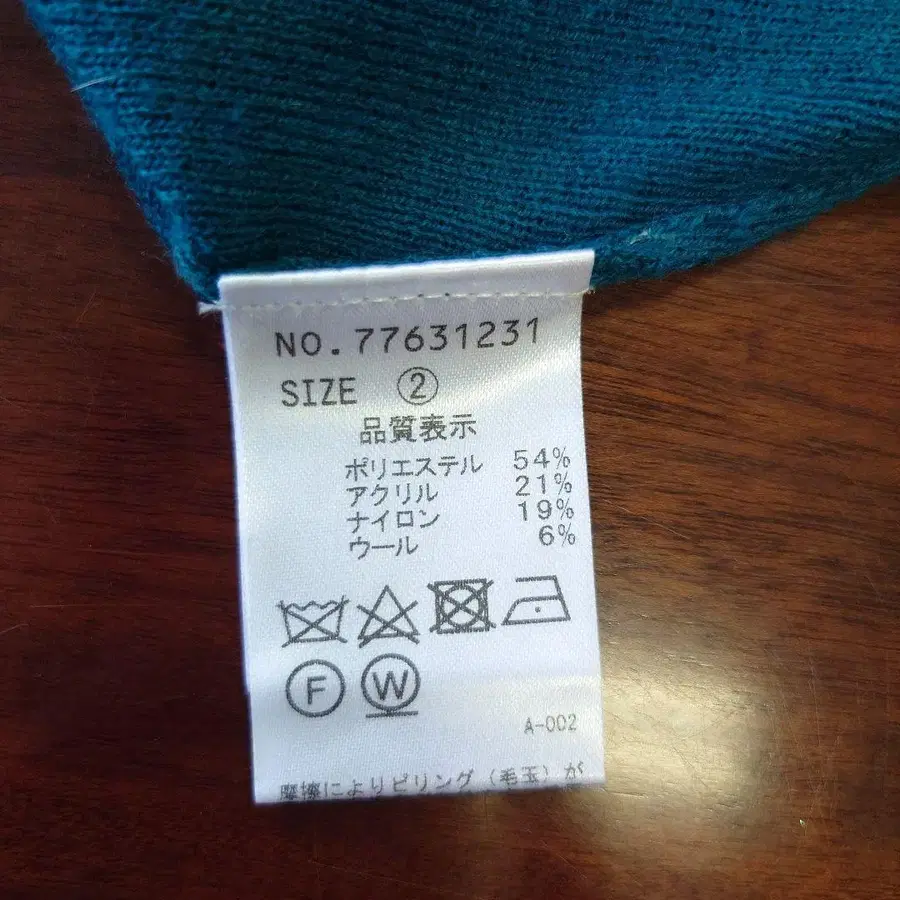 NO.77631231
SIZE ②
品質表示
ポリエステル 54%
アクリル 21%
ナイロン 19%
ウール 6%
F W
A-002
摩擦によりピリング(毛玉)が